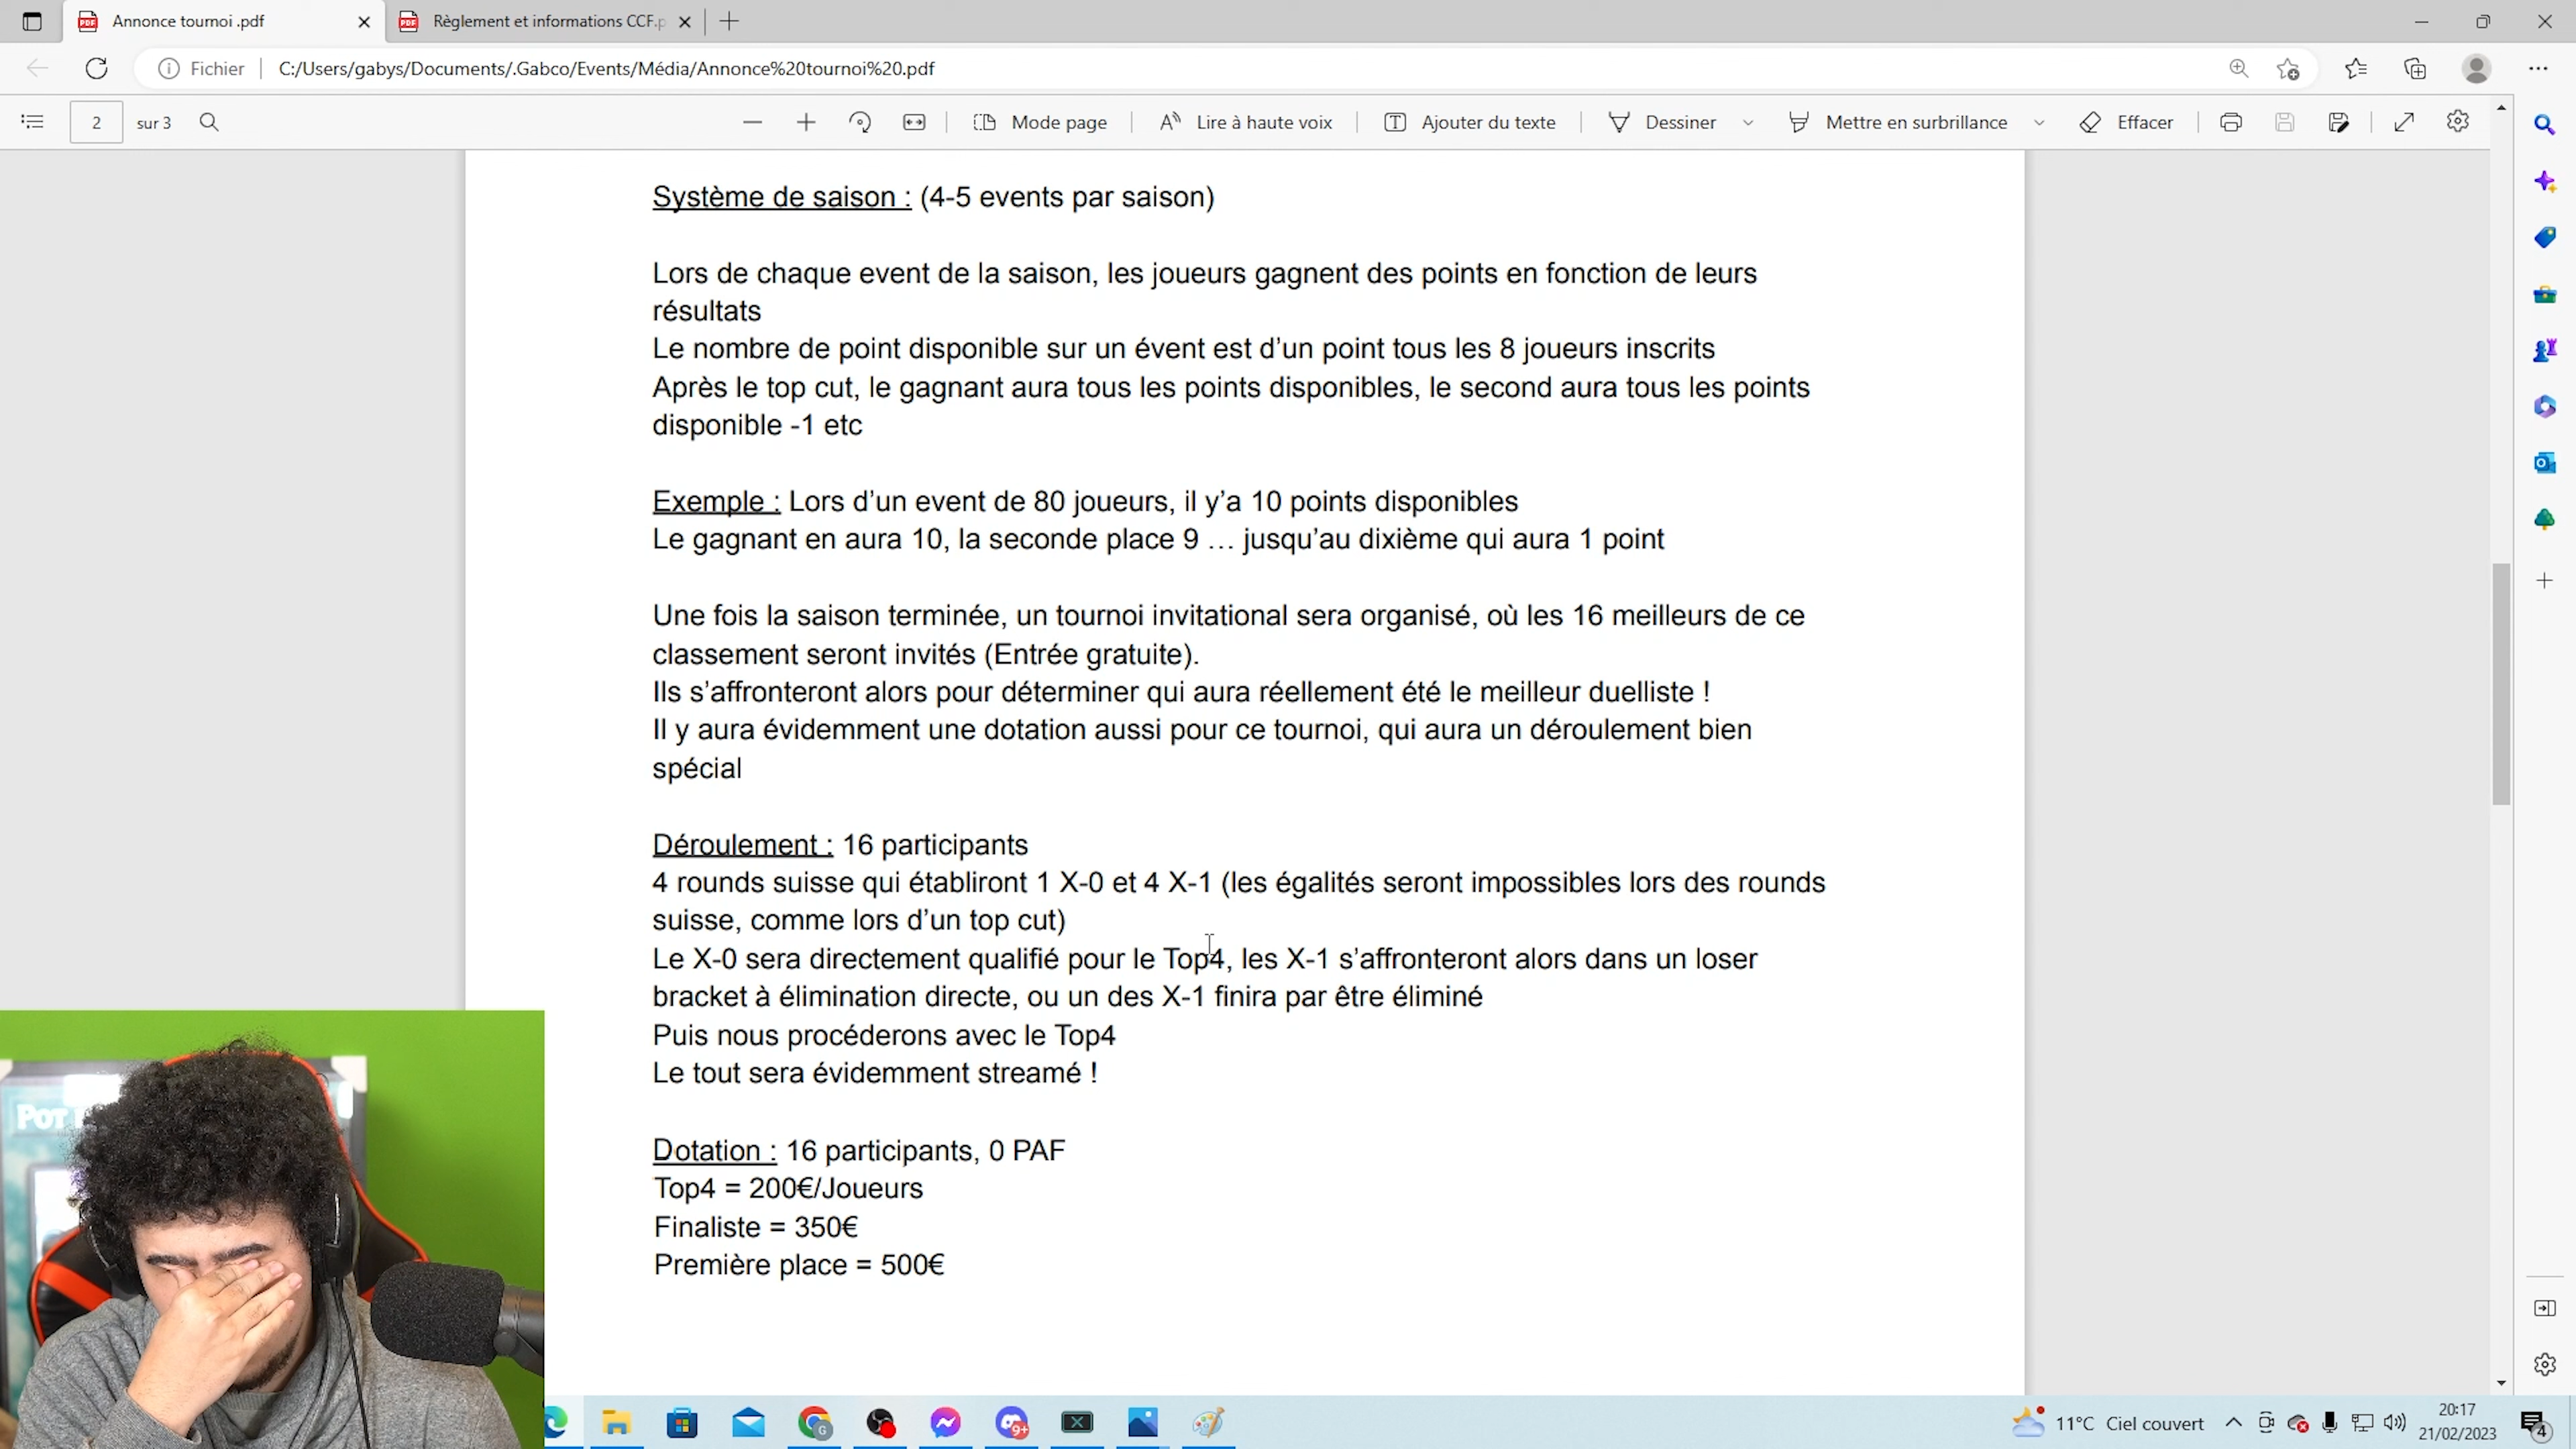 Annonce tournoi .pdf
Règlement et informations CCF.p
Fichier
C:/Users/gabys/Documents/.Gabco/Events/Média/Annonce%20tournoi%20.pdf
2
sur 3
Mode page
Lire à haute voix
Ajouter du texte
Dessiner
Mettre en surbrillance
Effacer
Système de saison : (4-5 events par saison)
Lors de chaque event de la saison, les joueurs gagnent des points en fonction de leurs
résultats
Le nombre de point disponible sur un évent est d’un point tous les 8 joueurs inscrits
Après le top cut, le gagnant aura tous les points disponibles, le second aura tous les points
disponible -1 etc
Exemple : Lors d’un event de 80 joueurs, il y’a 10 points disponibles
Le gagnant en aura 10, la seconde place 9 … jusqu’au dixième qui aura 1 point
Une fois la saison terminée, un tournoi invitational sera organisé, où les 16 meilleurs de ce
classement seront invités (Entrée gratuite).
Ils s’affronteront alors pour déterminer qui aura réellement été le meilleur duelliste !
Il y aura évidemment une dotation aussi pour ce tournoi, qui aura un déroulement bien
spécial
Déroulement : 16 participants
4 rounds suisse qui établiront 1 X-0 et 4 X-1 (les égalités seront impossibles lors des rounds
suisse, comme lors d’un top cut)
Le X-0 sera directement qualifié pour le Top4, les X-1 s’affronteront alors dans un loser
bracket à élimination directe, ou un des X-1 finira par être éliminé
Puis nous procéderons avec le Top4
Le tout sera évidemment streamé !
Dotation : 16 participants, 0 PAF
Top4 = 200€/Joueurs
Finaliste = 350€
Première place = 500€
POT
9+
11°C Ciel couvert
20:17
21/02/2023
4